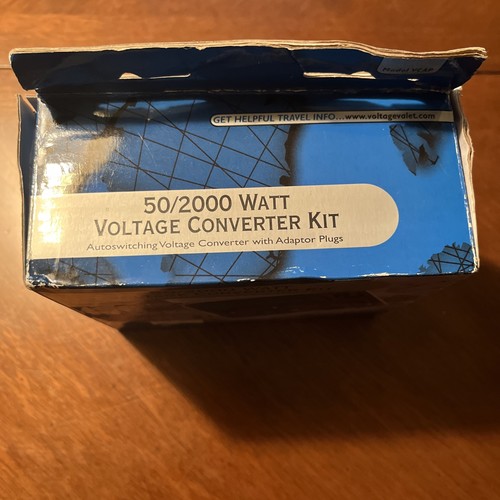 GET HELPFUL TRAVEL INFO...www.voltagevalet.com
50/2000 WATT
VOLTAGE CONVERTER KIT
Autoswitching Voltage Converter with Adaptor Plugs